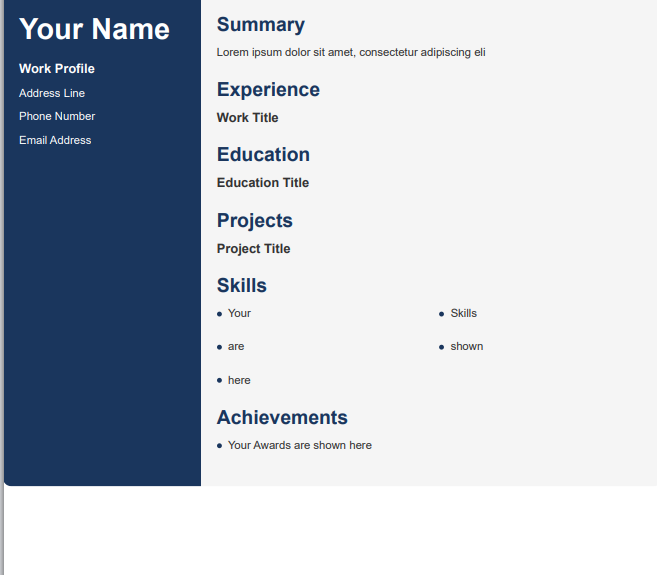 Your Name
Work Profile
Address Line
Phone Number
Email Address
Summary
Lorem ipsum dolor sit amet, consectetur adipiscing eli
Experience
Work Title
Education
Education Title
Projects
Project Title
Skills
Your
Skills
are
shown
here
Achievements
Your Awards are shown here